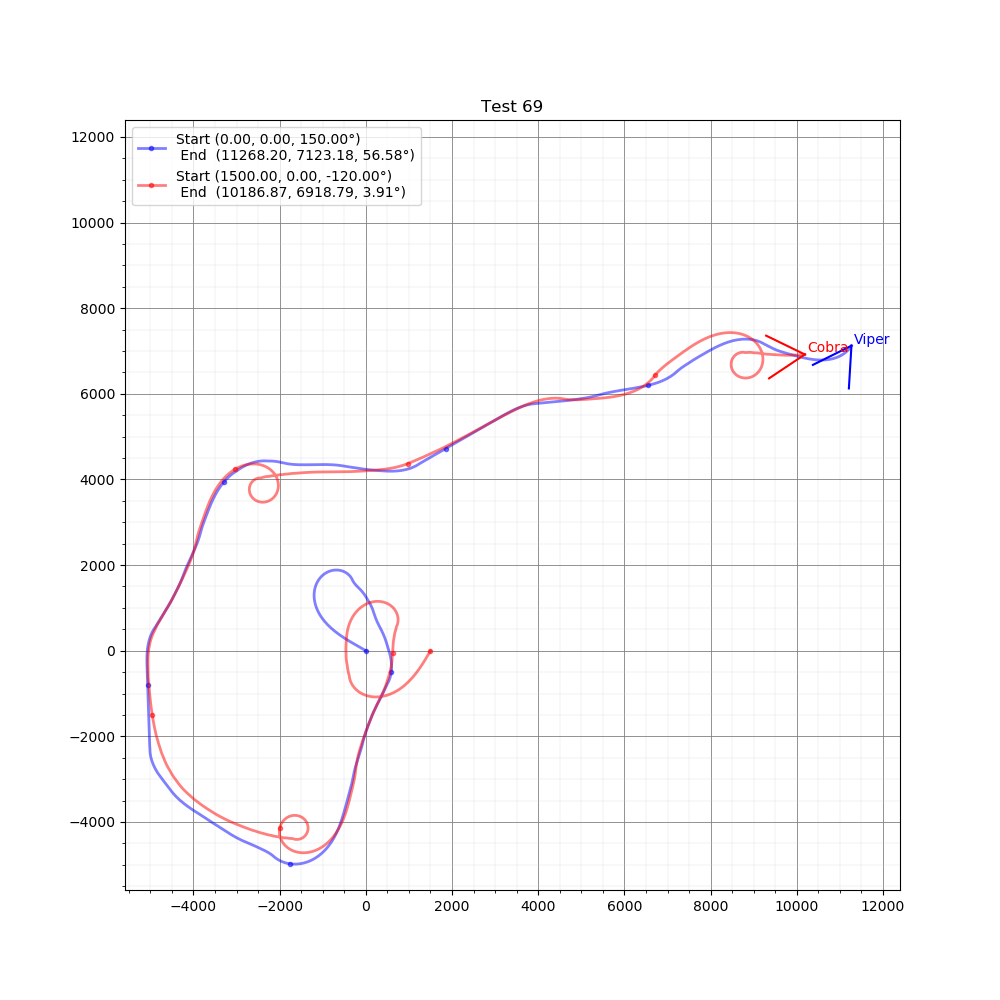 Test 69
Start (0.00, 0.00, 150.00°)
End (11268.20, 7123.18, 56.58°)
Start (1500.00, 0.00, -120.00°)
End (10186.87, 6918.79, 3.91°)
12000
10000
8000
6000
4000
2000
0
−2000
−4000
Viper
Cobra
−4000 −2000 0 2000 4000 6000 8000 10000 12000